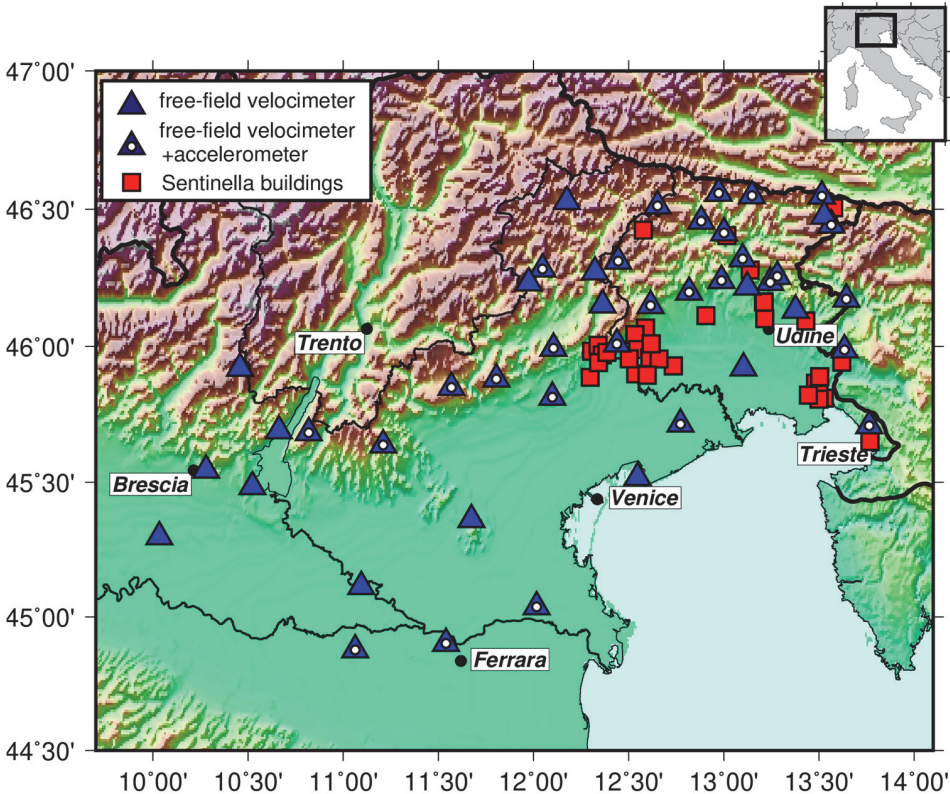 47°00'
46°30'
46°00'
45°30'
45°00'
44°30'
free-field velocimeter
free-field velocimeter
+accelerometer
Sentinella buildings
Trento
Udine
Brescia
Trieste
Venice
Ferrara
10°00' 10°30' 11°00' 11°30' 12°00' 12°30' 13°00' 13°30' 14°00'